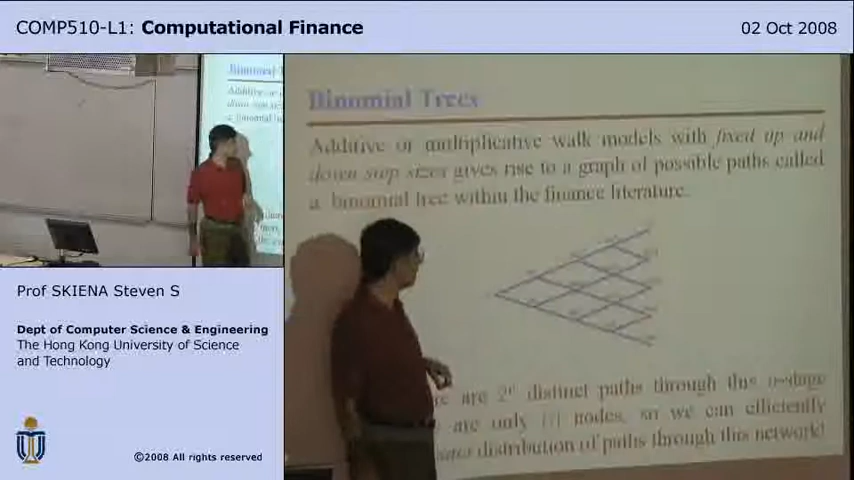 COMP510-L1: Computational Finance
02 Oct 2008
Binomial Trees
Additive or multiplicative walk models with fixed up and
down step sizes gives rise to a graph of possible paths called
a binomial tree within the finance literature.
are distinct paths through this
are only nodes, so we can efficiently
distribution of paths through this network!
Prof SKIENA Steven S
Dept of Computer Science & Engineering
The Hong Kong University of Science
and Technology
©2008 All rights reserved